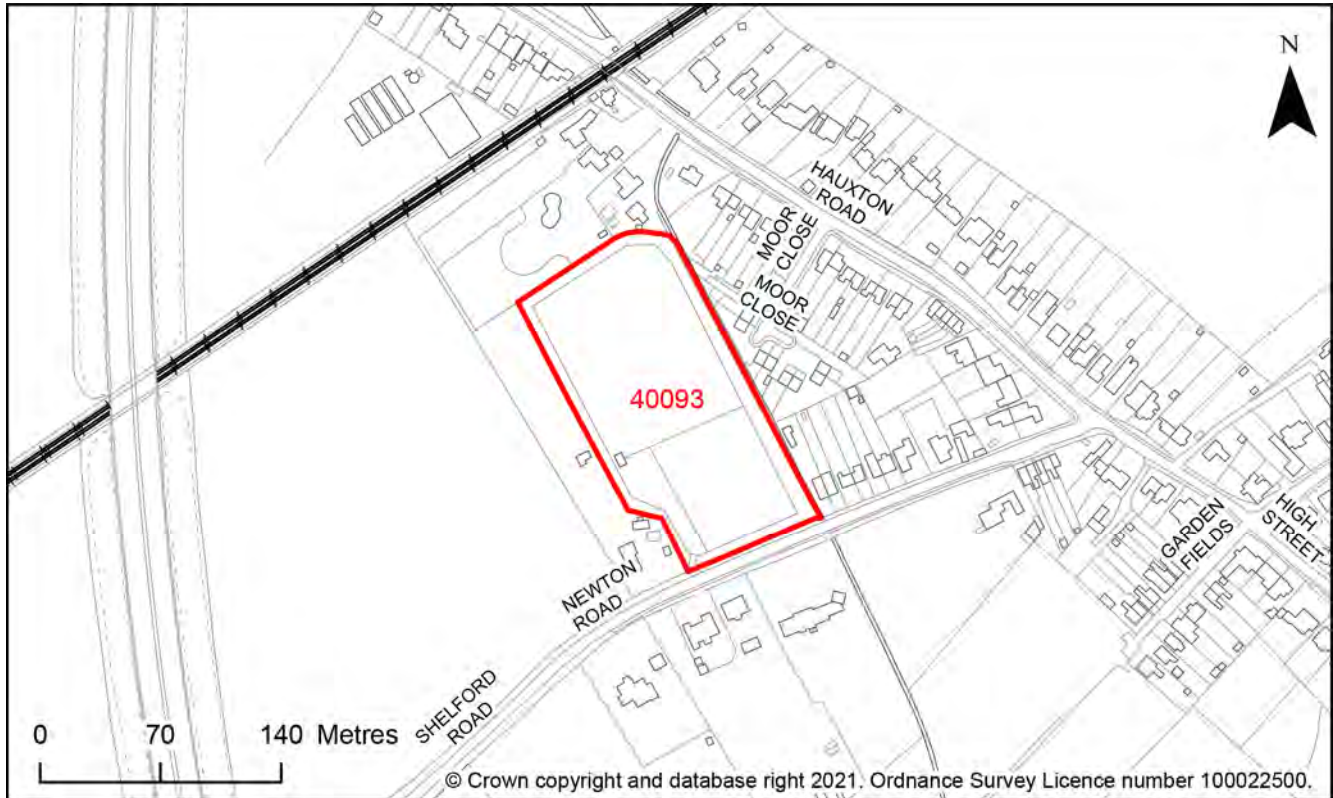 N
HAUXTON
ROAD
MOOR
CLOSE
MOOR
CLOSE
40093
HIGH
STREET
GARDEN
FIELDS
NEWTON
ROAD
SHELFORD
ROAD
0 70 140 Metres
© Crown copyright and database right 2021. Ordnance Survey Licence number 100022500.